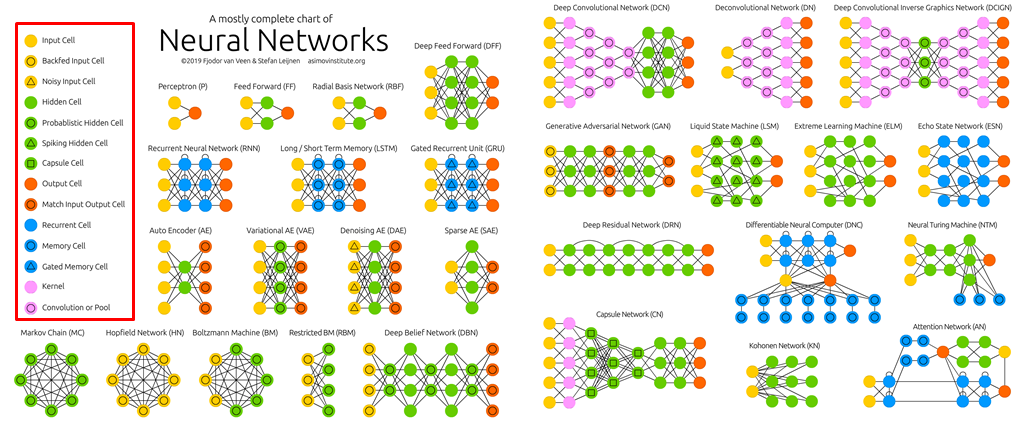 A mostly complete chart of
Neural Networks
©2019 Fjodor van Veen & Stefan Leijnen asimovinstitute.org
Input Cell
Backfed Input Cell
Noisy Input Cell
Hidden Cell
Probablistic Hidden Cell
Spiking Hidden Cell
Capsule Cell
Output Cell
Match Input Output Cell
Recurrent Cell
Memory Cell
Gated Memory Cell
Kernel
Convolution or Pool
Perceptron (P)
Feed Forward (FF)
Radial Basis Network (RBF)
Deep Feed Forward (DFF)
Recurrent Neural Network (RNN)
Long / Short Term Memory (LSTM)
Gated Recurrent Unit (GRU)
Auto Encoder (AE)
Variational AE (VAE)
Denoising AE (DAE)
Sparse AE (SAE)
Markov Chain (MC)
Hopfield Network (HN)
Boltzmann Machine (BM)
Restricted BM (RBM)
Deep Belief Network (DBN)
Deep Convolutional Network (DCN)
Deconvolutional Network (DN)
Deep Convolutional Inverse Graphics Network (DCIGN)
Generative Adversarial Network (GAN)
Liquid State Machine (LSM)
Extreme Learning Machine (ELM)
Echo State Network (ESN)
Deep Residual Network (DRN)
Differentiable Neural Computer (DNC)
Neural Turing Machine (NTM)
Capsule Network (CN)
Kohonen Network (KN)
Attention Network (AN)